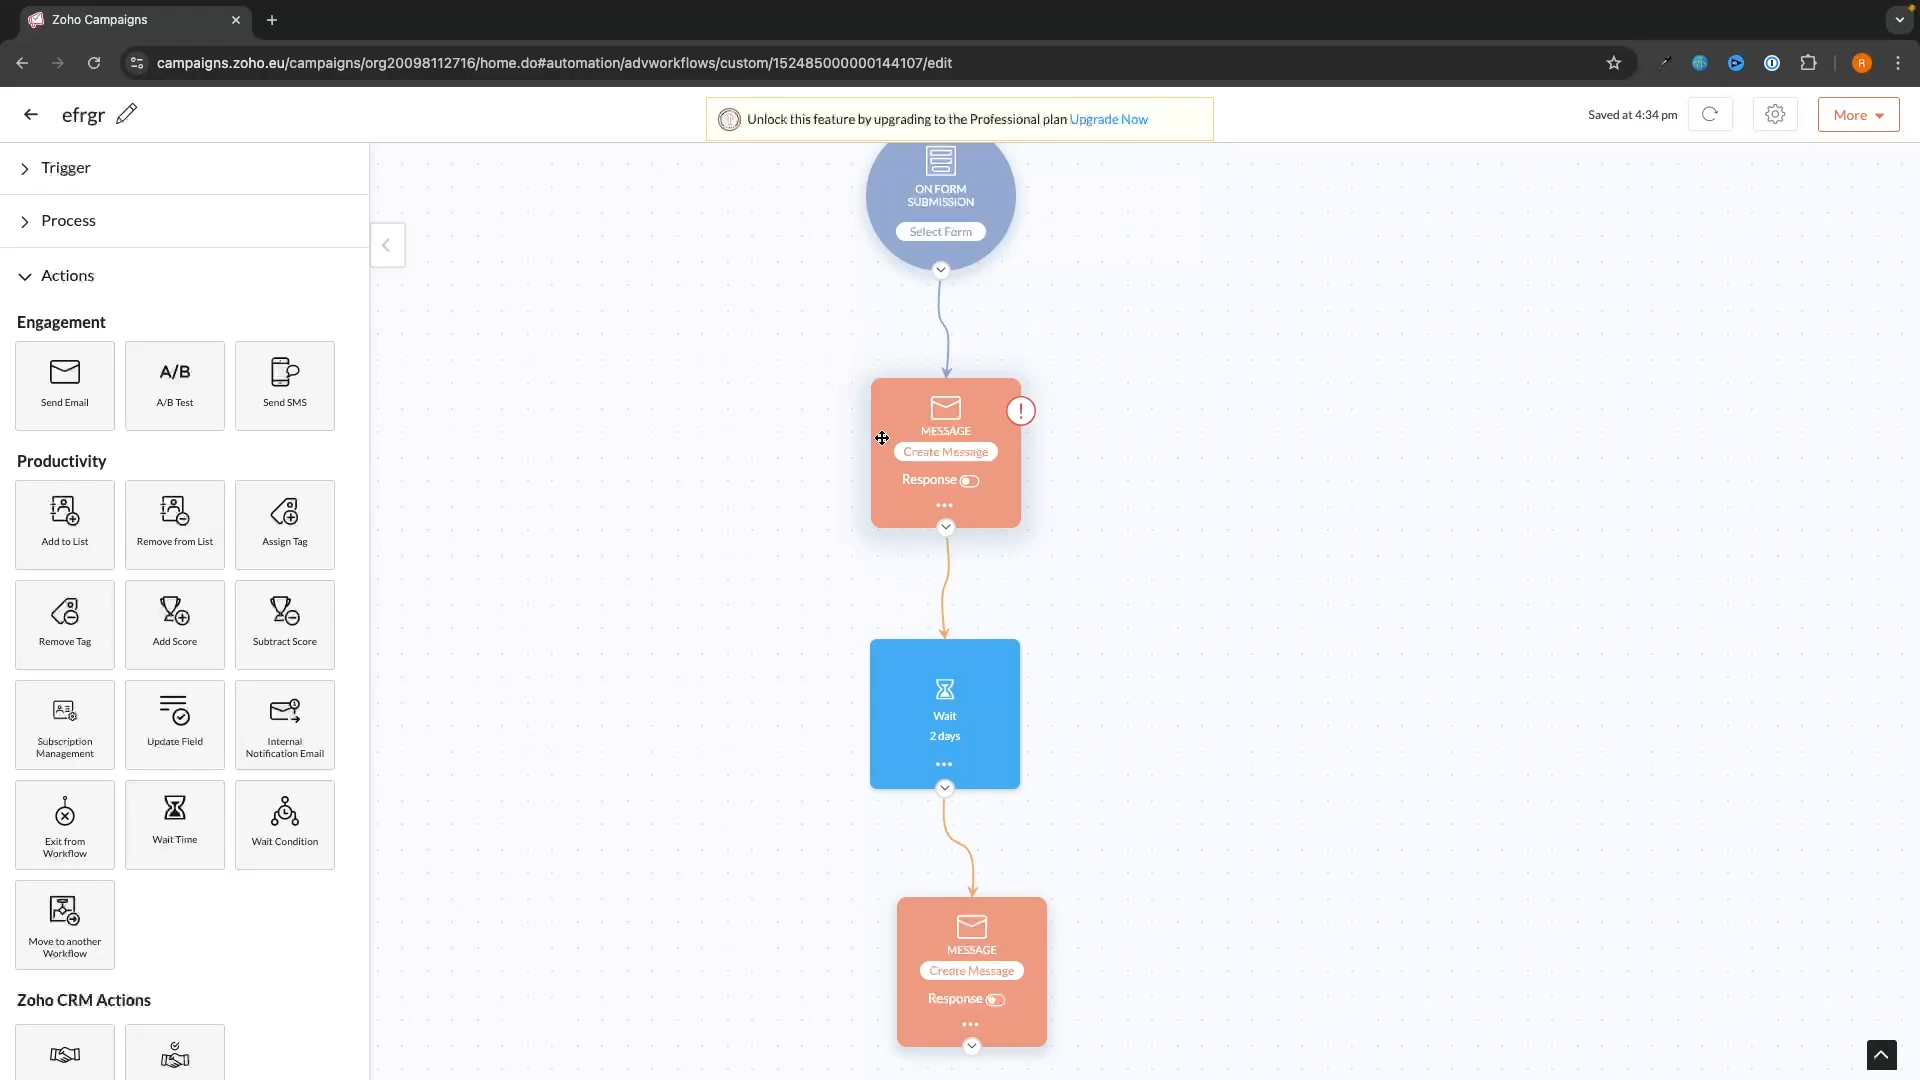 Zoho Campaigns
campaigns.zoho.eu/campaigns/org20098112716/home.do#automation/advworkflows/custom/152485000000144107/edit
R
efrgr
Unlock this feature by upgrading to the Professional plan Upgrade Now
Saved at 4:34 pm
More
Trigger
Process
Actions
Engagement
Send Email
A/B
A/B Test
Send SMS
Productivity
Add to List
Remove from List
Assign Tag
Remove Tag
Add Score
Subtract Score
Subscription
Management
Update Field
Internal
Notification Email
Exit from
Workflow
Wait Time
Wait Condition
Move to another
Workflow
Zoho CRM Actions
ON FORM
SUBMISSION
Select Form
MESSAGE
Create Message
Response
Wait
2 days
MESSAGE
Create Message
Response